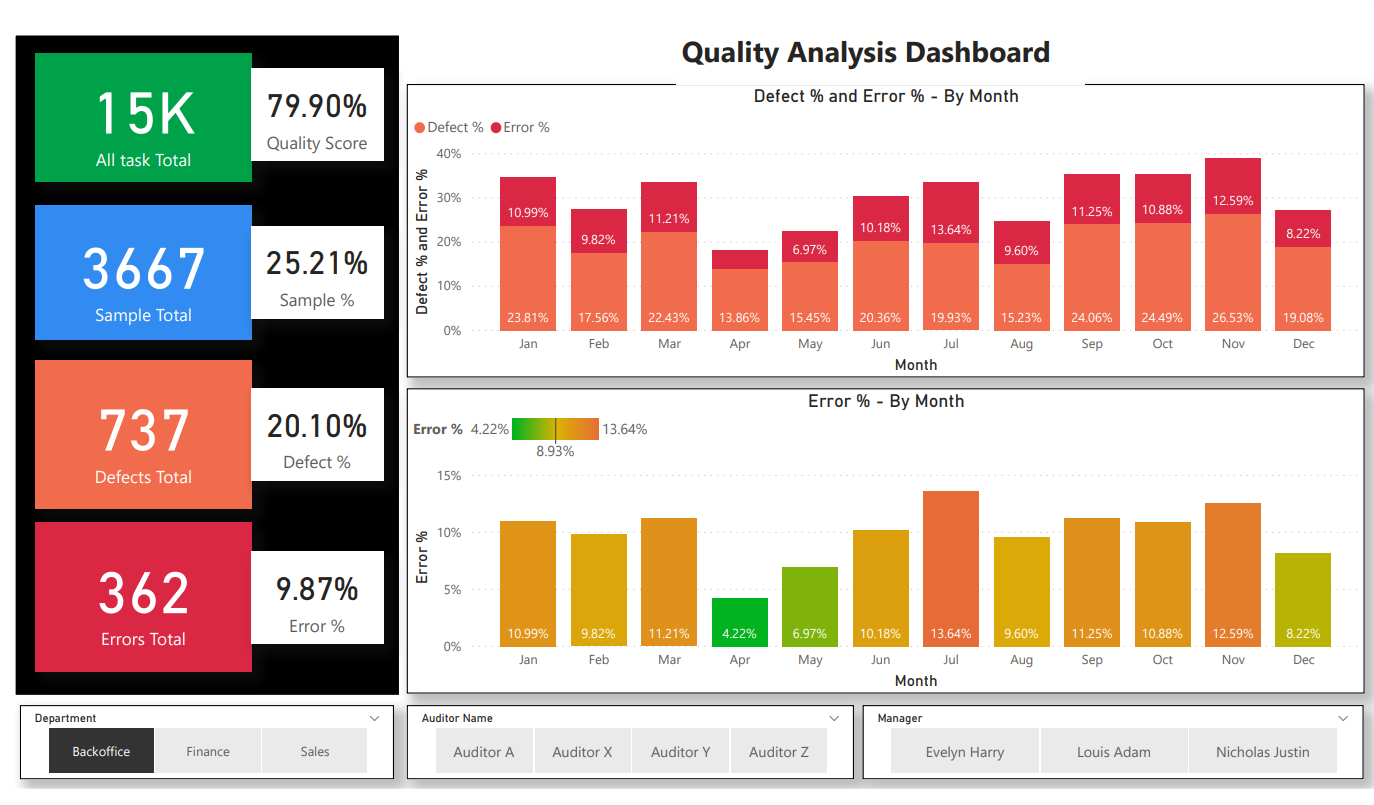 Quality Analysis Dashboard
15K
All task Total
79.90%
Quality Score
3667
Sample Total
25.21%
Sample %
737
Defects Total
20.10%
Defect %
362
Errors Total
9.87%
Error %
Defect % and Error % - By Month
Defect % Error %
Defect % and Error %
40%
30%
20%
10%
0%
10.99% 9.82% 11.21% 6.97% 10.18% 13.64% 9.60% 11.25% 10.88% 12.59% 8.22%
23.81% 17.56% 22.43% 13.86% 15.45% 20.36% 19.93% 15.23% 24.06% 24.49% 26.53% 19.08%
Jan Feb Mar Apr May Jun Jul Aug Sep Oct Nov Dec
Month
Error % - By Month
Error % 4.22% 13.64%
8.93%
Error %
15%
10%
5%
0%
10.99% 9.82% 11.21% 4.22% 6.97% 10.18% 13.64% 9.60% 11.25% 10.88% 12.59% 8.22%
Jan Feb Mar Apr May Jun Jul Aug Sep Oct Nov Dec
Month
Department
Backoffice Finance Sales
Auditor Name
Auditor A Auditor X Auditor Y Auditor Z
Manager
Evelyn Harry Louis Adam Nicholas Justin